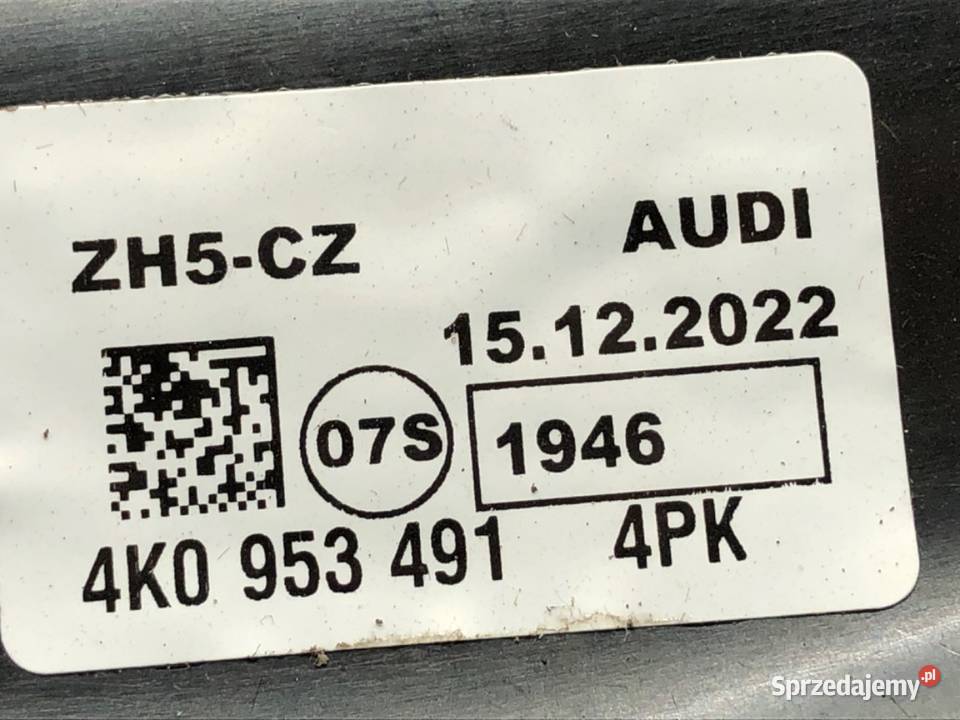 ZH5-CZ
AUDI
15.12.2022
07S
1946
4K0 953 491
4PK
Sprzedajemy.pl